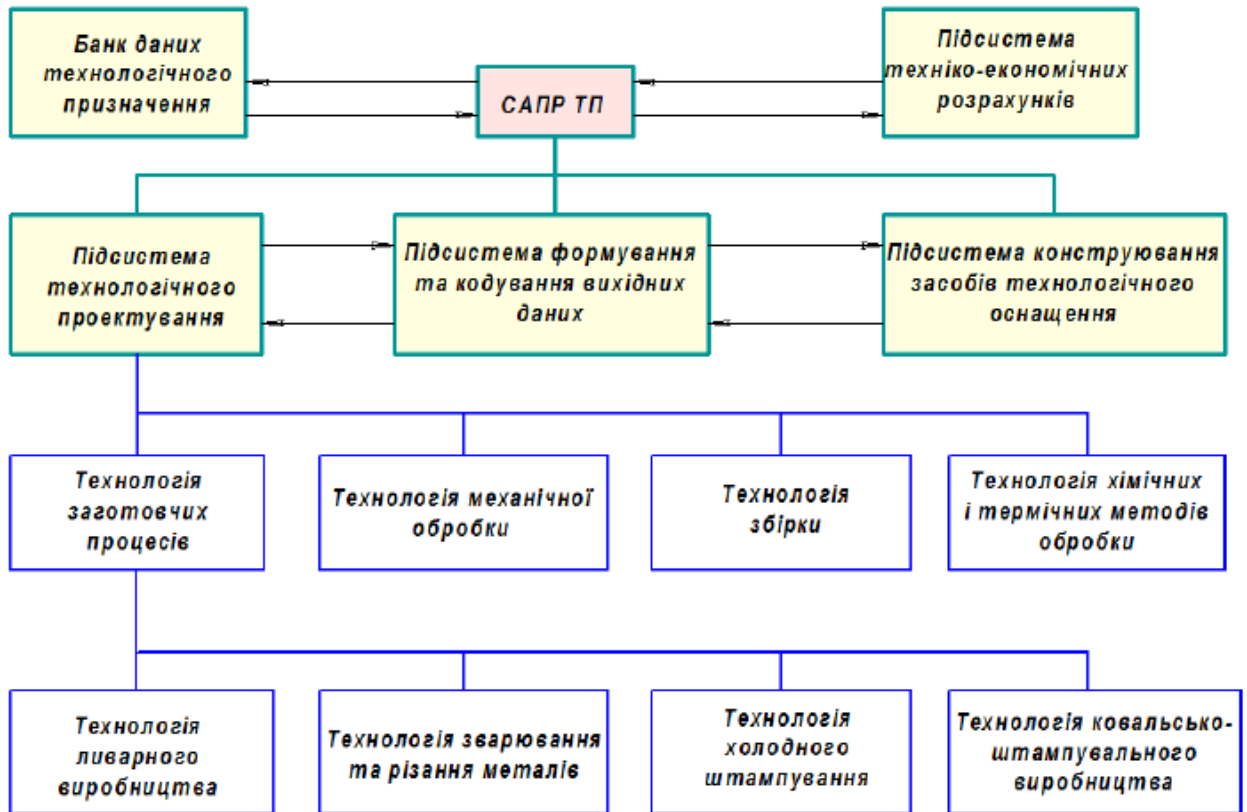 Банк даних
технологічного
призначення
САПР ТП
Підсистема
техніко-економічних
розрахунків
Підсистема
технологічного
проектування
Підсистема формування
та кодування вихідних
даних
Підсистема конструювання
засобів технологічного
оснащення
Технологія
заготовчих
процесів
Технологія механічної
обробки
Технологія
збірки
Технологія хімічних
і термічних методів
обробки
Технологія
ливарного
виробництва
Технологія зварювання
та різання металів
Технологія
холодного
штампування
Технологія ковальсько-
штампувального
виробництва